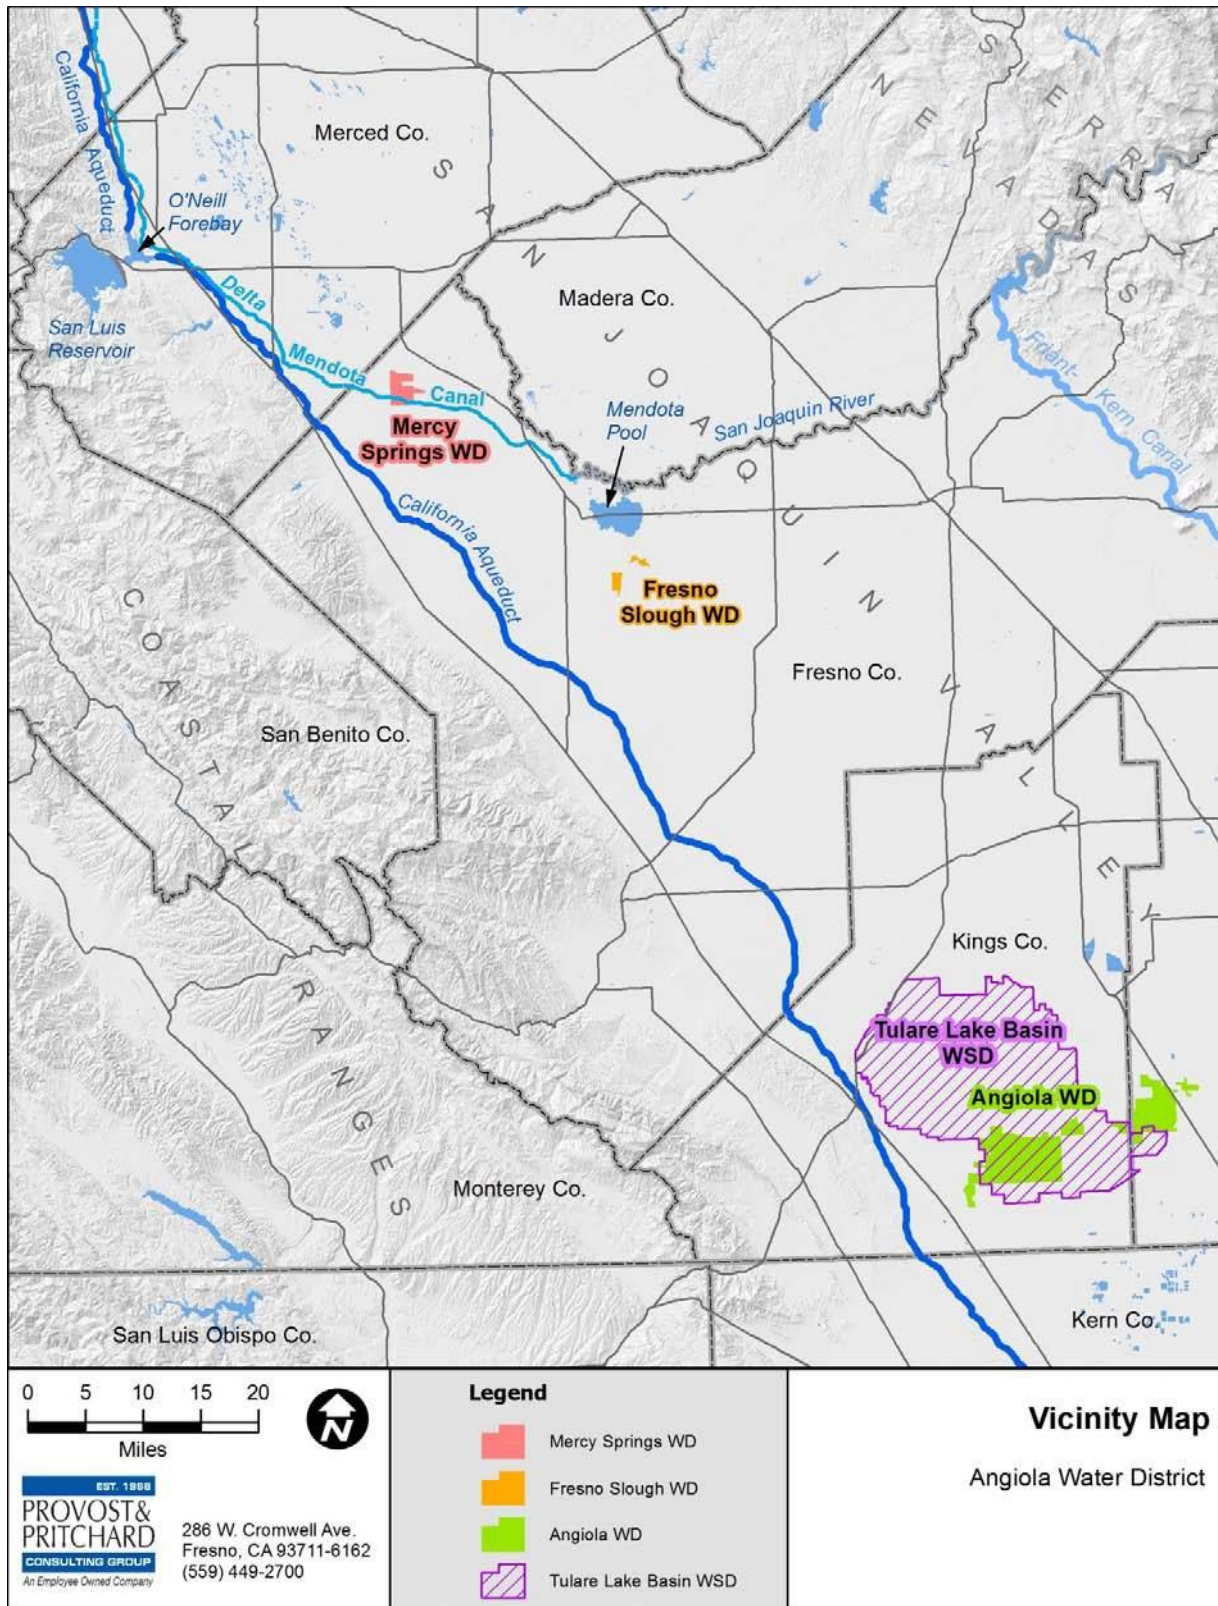 California Aqueduct
Merced Co.
SIERRA
NEVADAS
O'Neill
Forebay
SAN JOAQUIN VALLEY
San Luis
Reservoir
Delta
Mendota
Canal
Madera Co.
Mercy
Springs WD
Mendota
Pool
San Joaquin River
Friant-
Kern Canal
California Aqueduct
Fresno
Slough WD
COASTAL
RANGES
San Benito Co.
Fresno Co.
Kings Co.
Tulare Lake Basin
WSD
Angiola WD
Monterey Co.
San Luis Obispo Co.
Kern Co.
0 5 10 15 20
Miles
N
EST. 1968
PROVOST&
PRITCHARD
CONSULTING GROUP
An Employee Owned Company
286 W. Cromwell Ave.
Fresno, CA 93711-6162
(559) 449-2700
Legend
Mercy Springs WD
Fresno Slough WD
Angiola WD
Tulare Lake Basin WSD
Vicinity Map
Angiola Water District